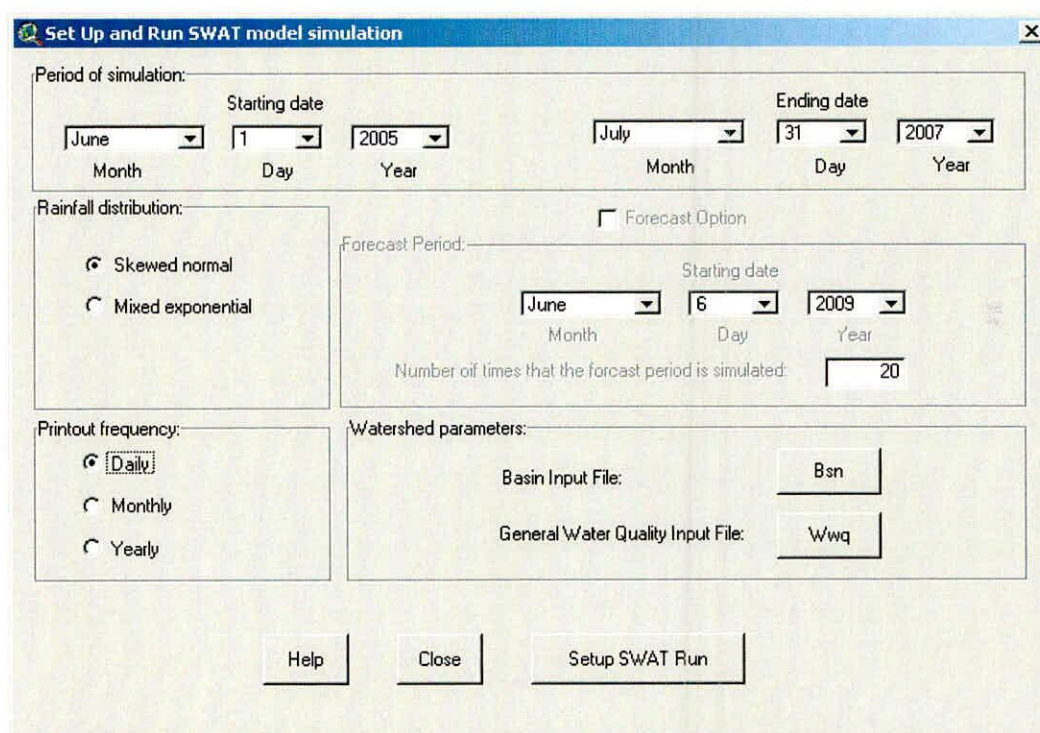 Set Up and Run SWAT model simulation
Period of simulation:
Starting date
Ending date
June 1 2005 July 31 2007
Month Day Year Month Day Year
Rainfall distribution:
Skewed normal
Mixed exponential
Forecast Option
Forecast Period:
Starting date
June 6 2009
Month Day Year
Number oif times that the forcast period is simulated: 20
Printout frequency:
Daily
Monthly
Yearly
Watershed parameters:
Basin Input File: Bsn
General Water Quality Input File: Wwq
Help Close Setup SWAT Run